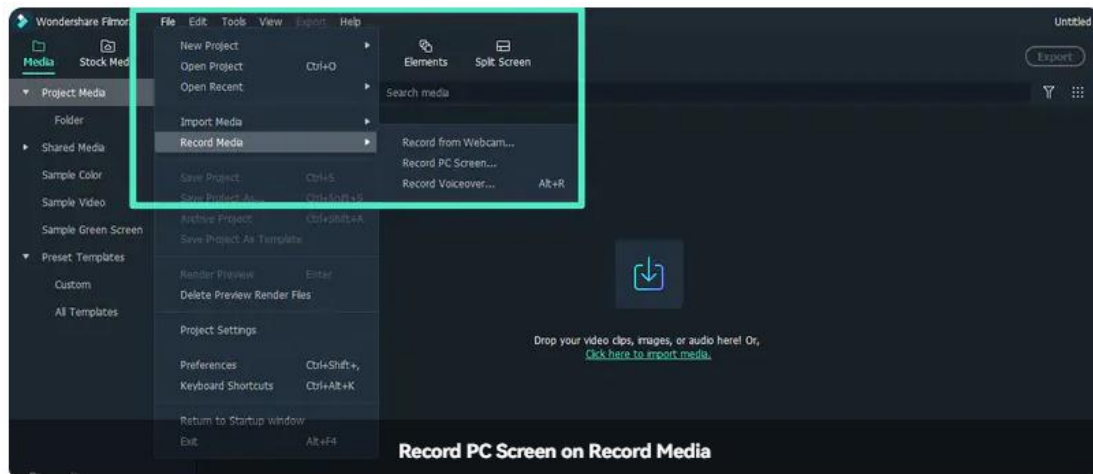 Wondershare Filmor
File Edit Tools View Export Help
Untitled
Media
Stock Med
Elements
Split Screen
Export
New Project
Open Project Ctrl+O
Open Recent
Import Media
Record Media
Save Project Ctrl+S
Save Project As... Ctrl+Shift+S
Archive Project Ctrl+Shift+A
Save Project As Template
Render Preview Enter
Delete Preview Render Files
Project Settings
Preferences Ctrl+Shift+,
Keyboard Shortcuts Ctrl+Alt+K
Return to Startup window
Exit Alt+F4
Record from Webcam...
Record PC Screen...
Record Voiceover... Alt+R
Project Media
Folder
Shared Media
Sample Color
Sample Video
Sample Green Screen
Preset Templates
Custom
All Templates
Search media
Drop your video clips, images, or audio here! Or,
Click here to import media.
Record PC Screen on Record Media